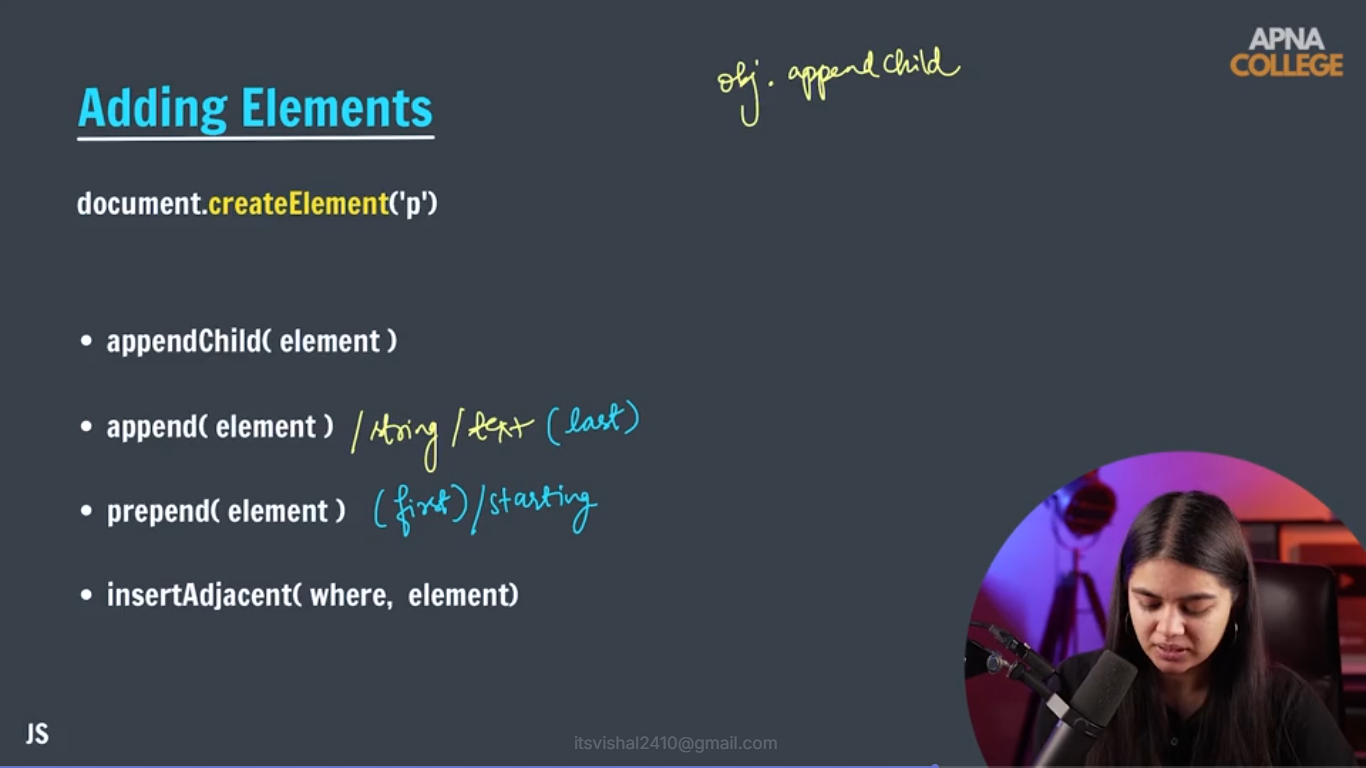 APNA
COLLEGE
obj. appendChild
Adding Elements
document.createElement('p')
• appendChild( element )
• append( element ) /string /text (last)
• prepend( element ) (first)/starting
• insertAdjacent( where, element)
JS
itsvishal2410@gmail.com